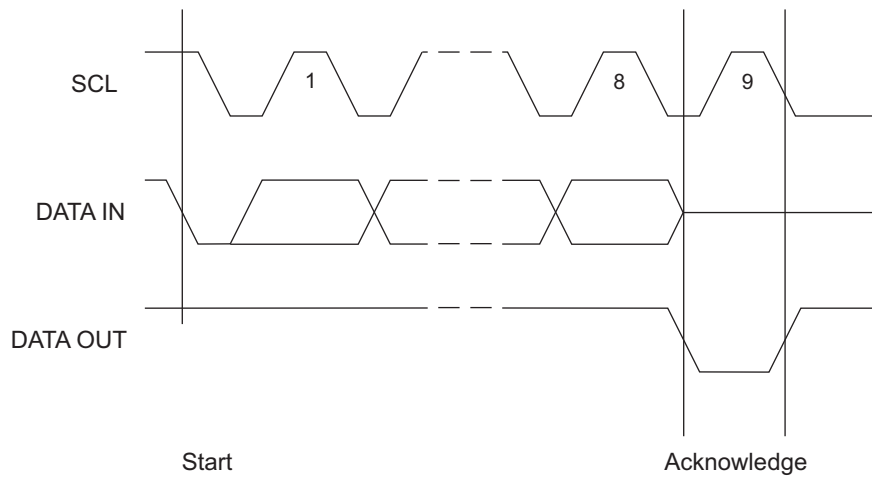 SCL
1
8
9
DATA IN
DATA OUT
Start
Acknowledge